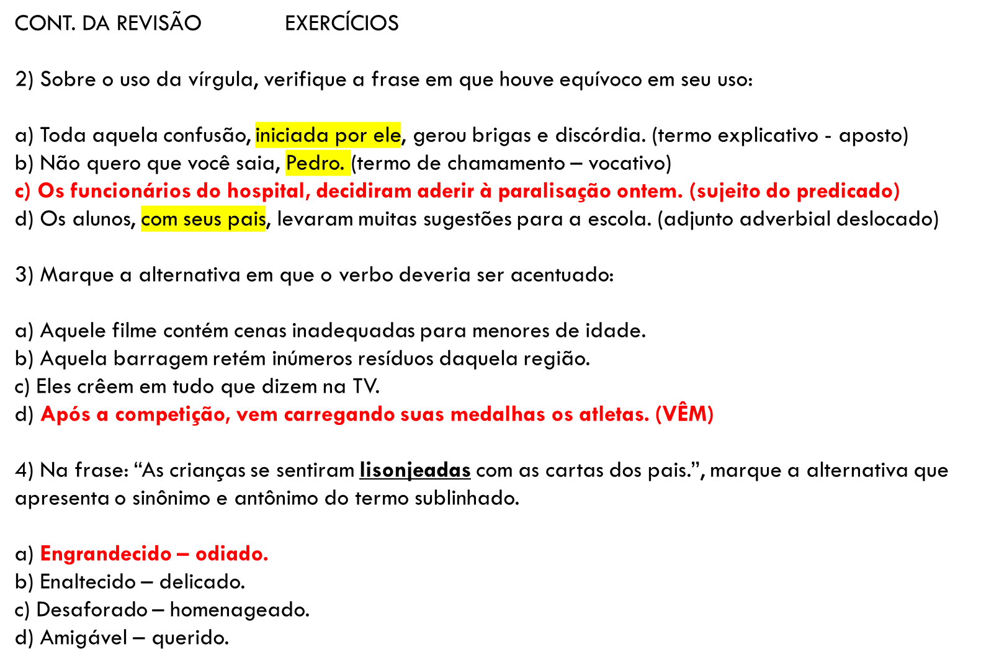 CONT. DA REVISÃO EXERCÍCIOS
2) Sobre o uso da vírgula, verifique a frase em que houve equívoco em seu uso:
a) Toda aquela confusão, iniciada por ele, gerou brigas e discórdia. (termo explicativo - aposto)
b) Não quero que você saia, Pedro. (termo de chamamento – vocativo)
c) Os funcionários do hospital, decidiram aderir à paralisação ontem. (sujeito do predicado)
d) Os alunos, com seus pais, levaram muitas sugestões para a escola. (adjunto adverbial deslocado)
3) Marque a alternativa em que o verbo deveria ser acentuado:
a) Aquele filme contém cenas inadequadas para menores de idade.
b) Aquela barragem retém inúmeros resíduos daquela região.
c) Eles crêem em tudo que dizem na TV.
d) Após a competição, vem carregando suas medalhas os atletas. (VÊM)
4) Na frase: “As crianças se sentiram lisonjeadas com as cartas dos pais.”, marque a alternativa que
apresenta o sinônimo e antônimo do termo sublinhado.
a) Engrandecido – odiado.
b) Enaltecido – delicado.
c) Desaforado – homenageado.
d) Amigável – querido.